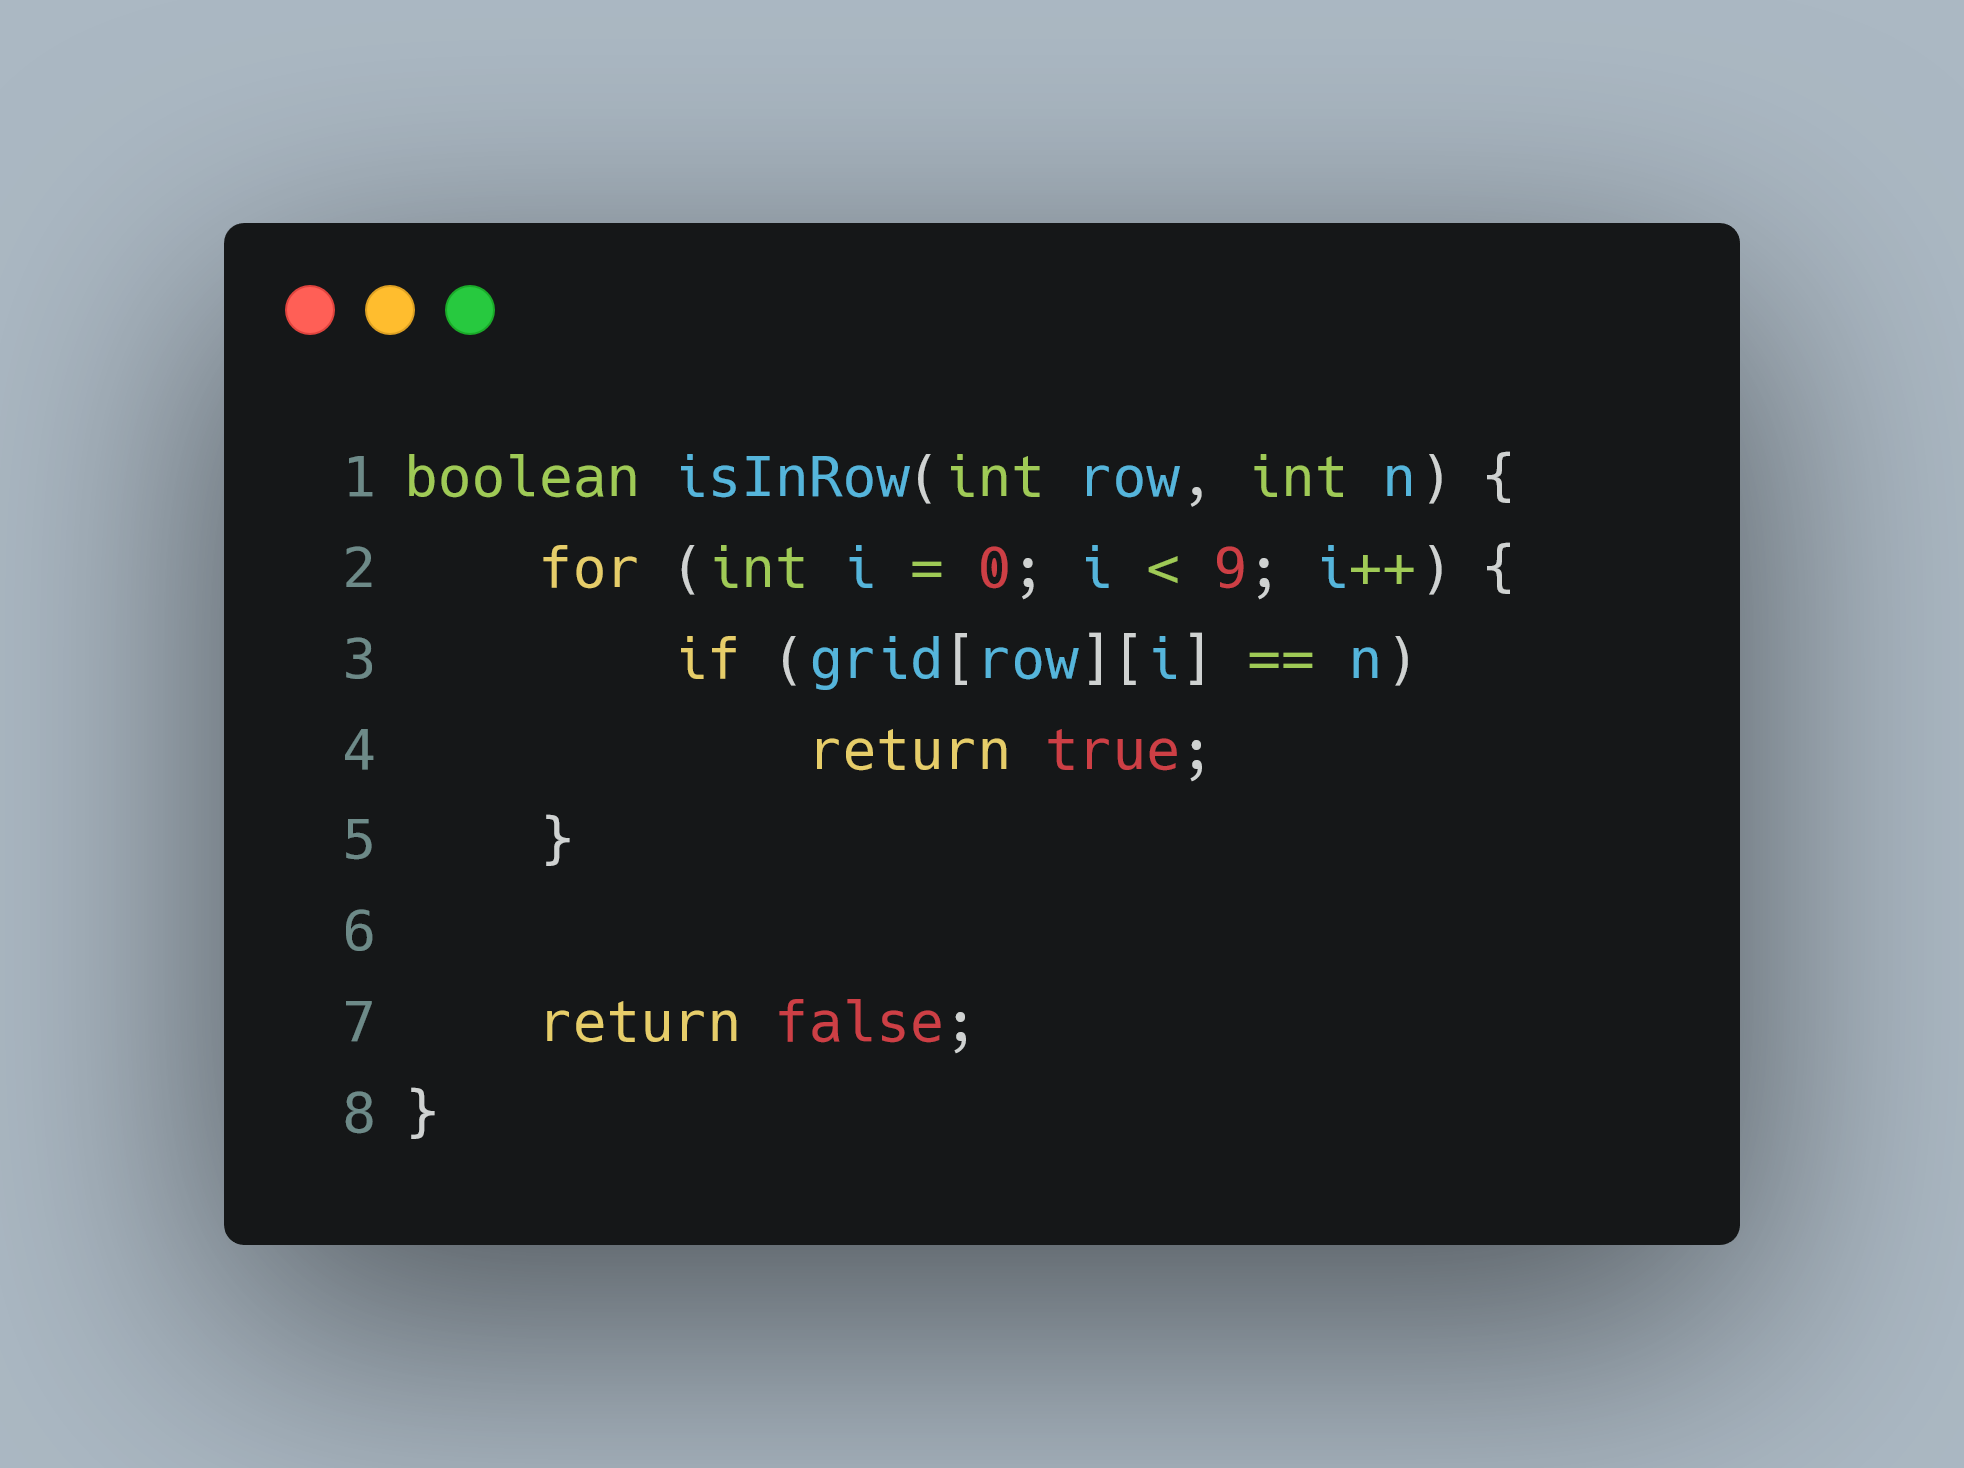 1 boolean isInRow(int row, int n) {
2     for (int i = 0; i < 9; i++) {
3         if (grid[row][i] == n)
4             return true;
5     }
6
7     return false;
8 }